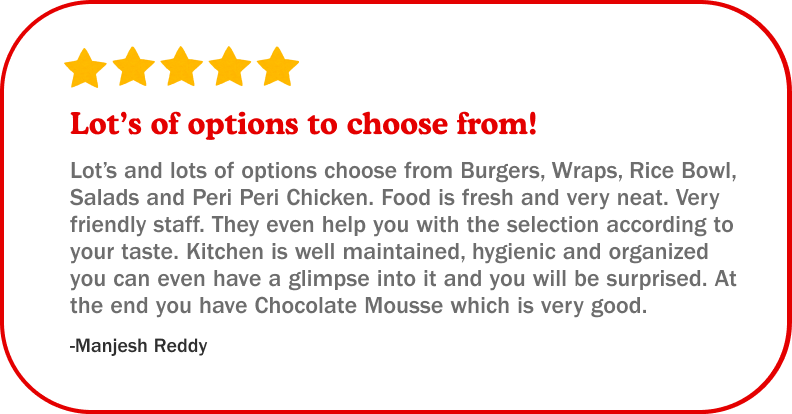 Lot’s of options to choose from!
Lot’s and lots of options choose from Burgers, Wraps, Rice Bowl,
Salads and Peri Peri Chicken. Food is fresh and very neat. Very
friendly staff. They even help you with the selection according to
your taste. Kitchen is well maintained, hygienic and organized
you can even have a glimpse into it and you will be surprised. At
the end you have Chocolate Mousse which is very good.
-Manjesh Reddy